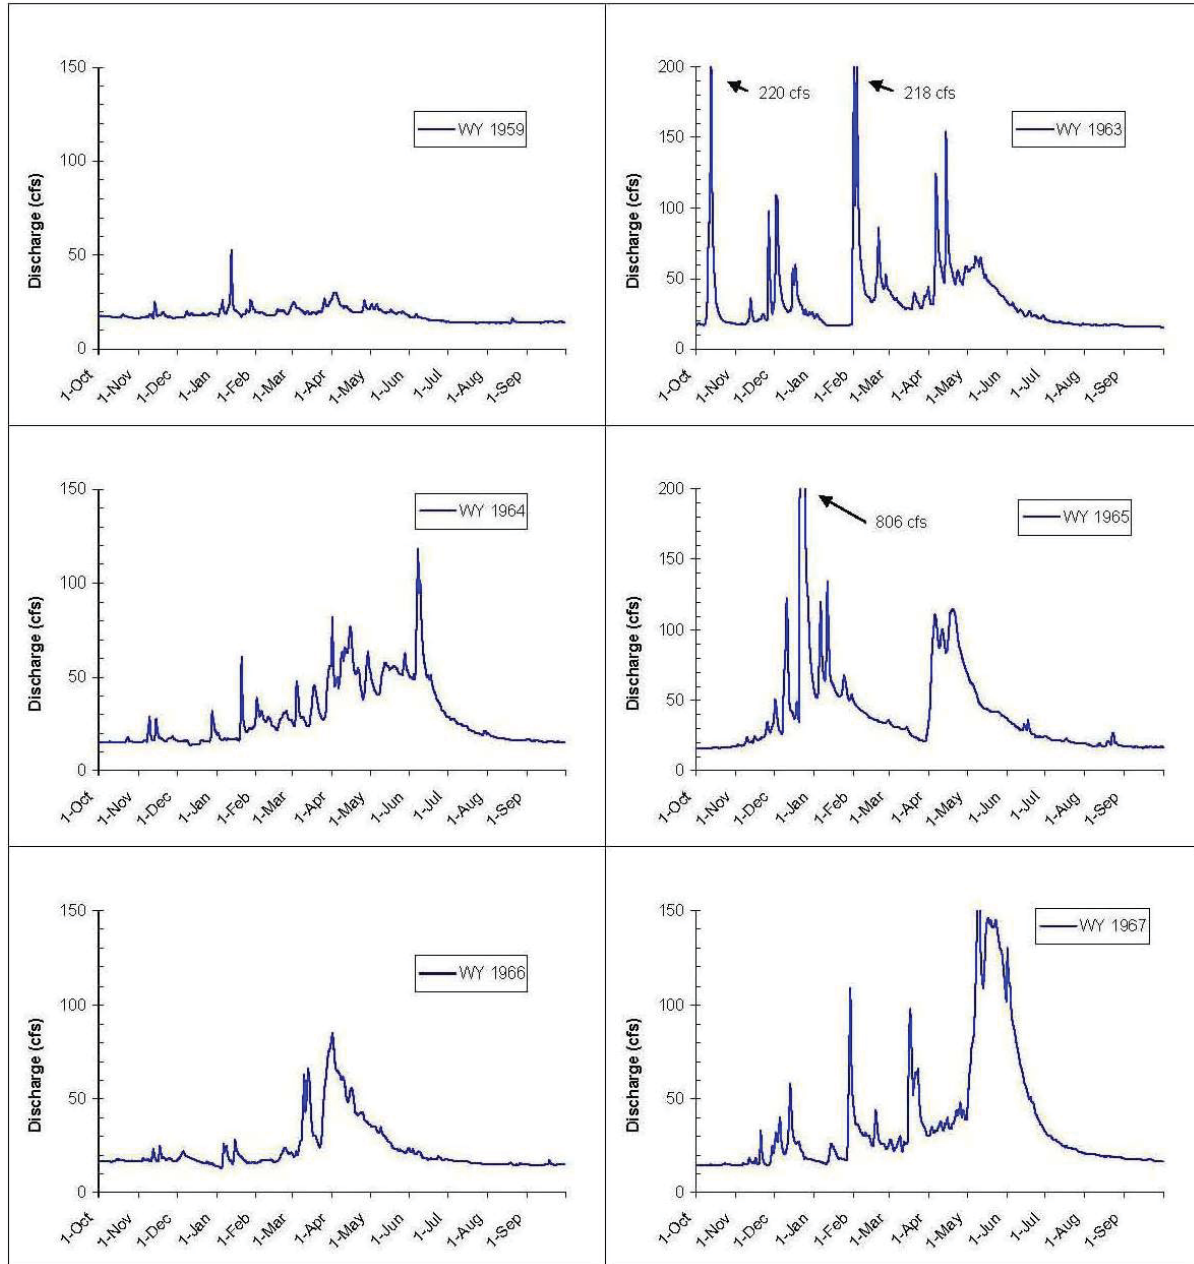 150
100
50
0
Discharge (cfs)
WY 1959
1-Oct
1-Nov
1-Dec
1-Jan
1-Feb
1-Mar
1-Apr
1-May
1-Jun
1-Jul
1-Aug
1-Sep
200
150
100
50
0
Discharge (cfs)
220 cfs
218 cfs
WY 1963
1-Oct
1-Nov
1-Dec
1-Jan
1-Feb
1-Mar
1-Apr
1-May
1-Jun
1-Jul
1-Aug
1-Sep
150
100
50
0
Discharge (cfs)
WY 1964
1-Oct
1-Nov
1-Dec
1-Jan
1-Feb
1-Mar
1-Apr
1-May
1-Jun
1-Jul
1-Aug
1-Sep
200
150
100
50
0
Discharge (cfs)
806 cfs
WY 1965
1-Oct
1-Nov
1-Dec
1-Jan
1-Feb
1-Mar
1-Apr
1-May
1-Jun
1-Jul
1-Aug
1-Sep
150
100
50
0
Discharge (cfs)
WY 1966
1-Oct
1-Nov
1-Dec
1-Jan
1-Feb
1-Mar
1-Apr
1-May
1-Jun
1-Jul
1-Aug
1-Sep
150
100
50
0
Discharge (cfs)
WY 1967
1-Oct
1-Nov
1-Dec
1-Jan
1-Feb
1-Mar
1-Apr
1-May
1-Jun
1-Jul
1-Aug
1-Sep